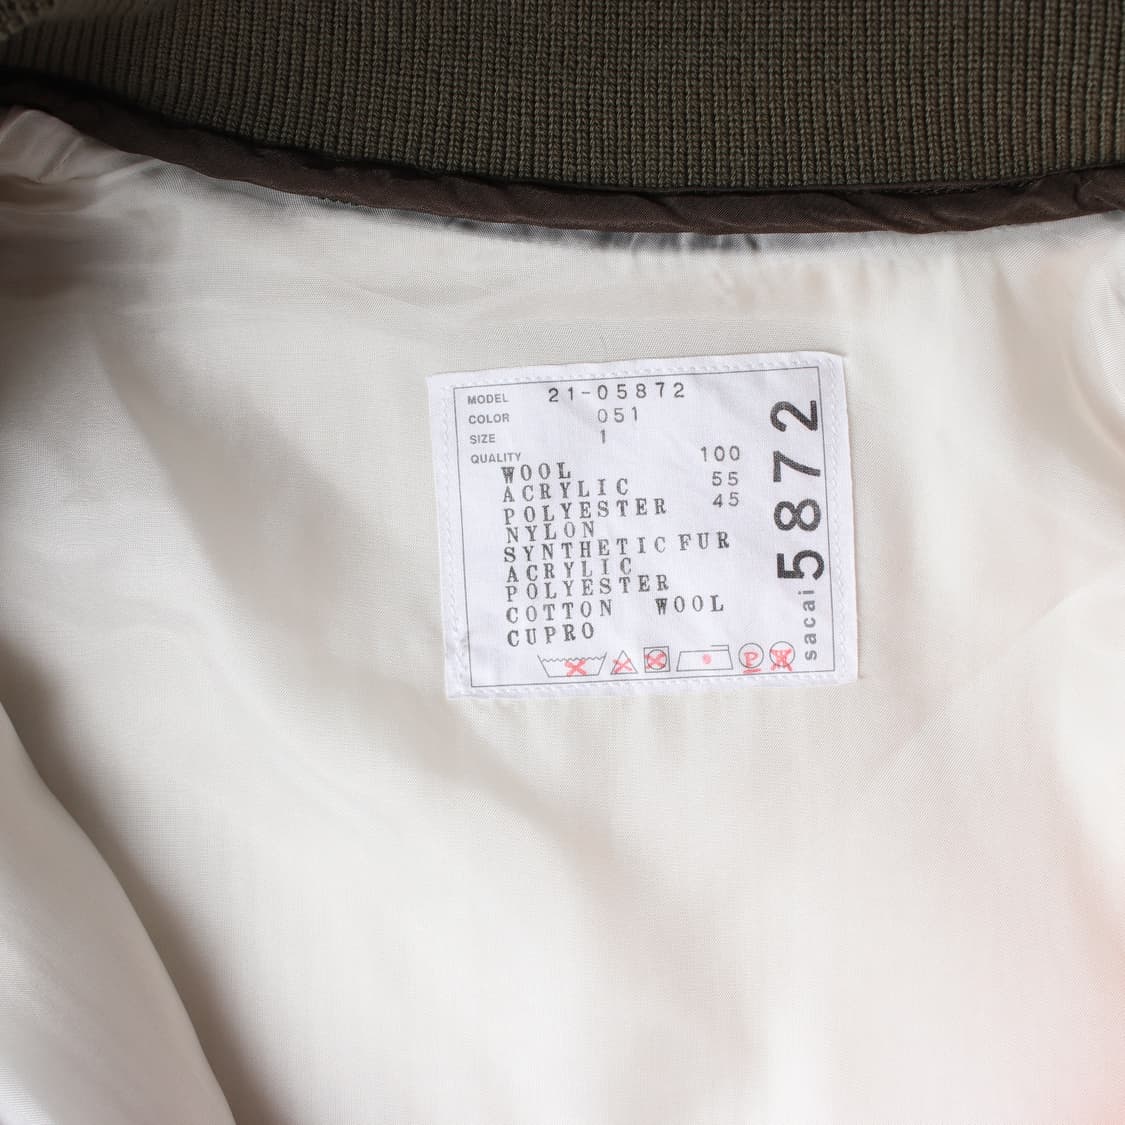 MODEL 21-05872
COLOR 051
SIZE 1
QUALITY
WOOL 100
ACRYLIC 55
POLYESTER 45
NYLON
SYNTHETIC FUR
ACRYLIC
POLYESTER
COTTON WOOL
CUPRO
P
W
sacai 5872